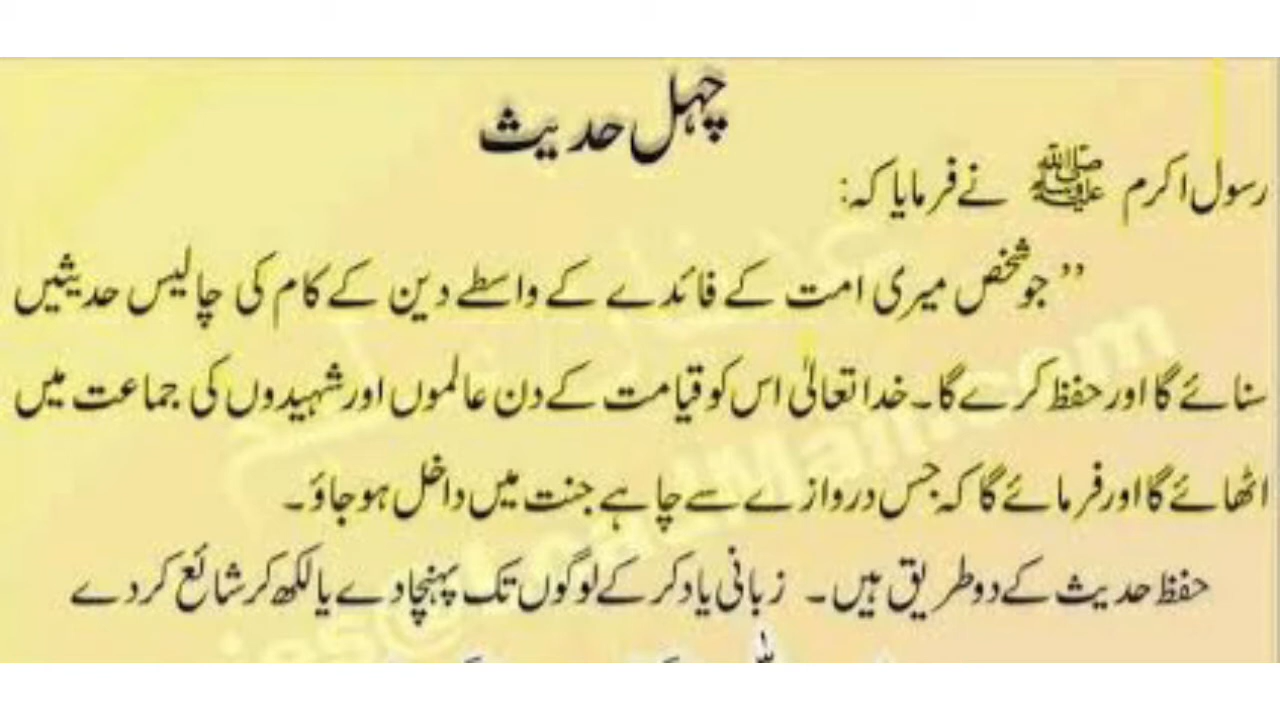 چہل حدیث
رسول اکرم ﷺ نے فرمایا کہ:
”جو شخص میری امت کے فائدے کے واسطے دین کے کام کی چالیس حدیثیں
سنائے گا اور حفظ کرے گا۔ خدا تعالیٰ اس کو قیامت کے دن عالموں اور شہیدوں کی جماعت میں
اٹھائے گا اور فرمائے گا کہ جس دروازے سے چاہے جنت میں داخل ہو جاؤ۔
حفظ حدیث کے دو طریق ہیں۔ زبانی یاد کر کے لوگوں تک پہنچا دے یا لکھ کر شائع کر دے